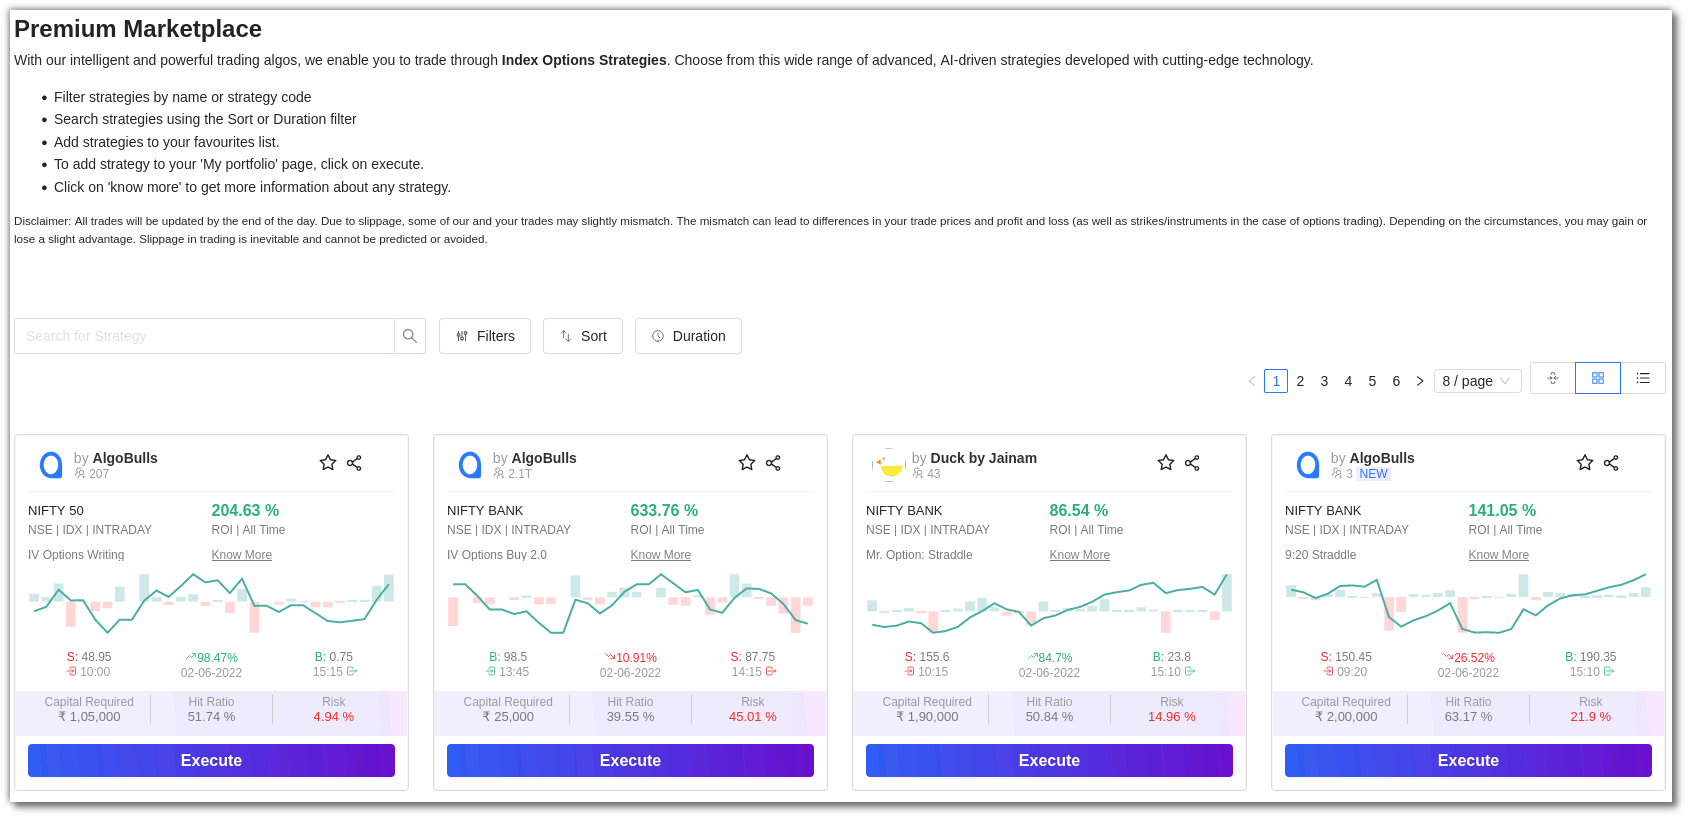 Premium Marketplace
With our intelligent and powerful trading algos, we enable you to trade through Index Options Strategies. Choose from this wide range of advanced, AI-driven strategies developed with cutting-edge technology.
• Filter strategies by name or strategy code
• Search strategies using the Sort or Duration filter
• Add strategies to your favourites list.
• To add strategy to your 'My portfolio' page, click on execute.
• Click on 'know more' to get more information about any strategy.
Disclaimer: All trades will be updated by the end of the day. Due to slippage, some of our and your trades may slightly mismatch. The mismatch can lead to differences in your trade prices and profit and loss (as well as strikes/instruments in the case of options trading). Depending on the circumstances, you may gain or
lose a slight advantage. Slippage in trading is inevitable and cannot be predicted or avoided.
Search for Strategy
Filters
Sort
Duration
1 2 3 4 5 6 8 / page
by AlgoBulls
207
NIFTY 50 204.63 %
NSE | IDX | INTRADAY ROI | All Time
IV Options Writing Know More
S: 48.95 98.47% B: 0.75
10:00 02-06-2022 15:15
Capital Required Hit Ratio Risk
₹ 1,05,000 51.74 % 4.94 %
Execute
by AlgoBulls
2.1T
NIFTY BANK 633.76 %
NSE | IDX | INTRADAY ROI | All Time
IV Options Buy 2.0 Know More
B: 98.5 10.91% S: 87.75
13:45 02-06-2022 14:15
Capital Required Hit Ratio Risk
₹ 25,000 39.55 % 45.01 %
Execute
by Duck by Jainam
43
NIFTY BANK 86.54 %
NSE | IDX | INTRADAY ROI | All Time
Mr. Option: Straddle Know More
S: 155.6 84.7% B: 23.8
10:15 02-06-2022 15:10
Capital Required Hit Ratio Risk
₹ 1,90,000 50.84 % 14.96 %
Execute
by AlgoBulls
3 NEW
NIFTY BANK 141.05 %
NSE | IDX | INTRADAY ROI | All Time
9:20 Straddle Know More
S: 150.45 26.52% B: 190.35
09:20 02-06-2022 15:10
Capital Required Hit Ratio Risk
₹ 2,00,000 63.17 % 21.9 %
Execute